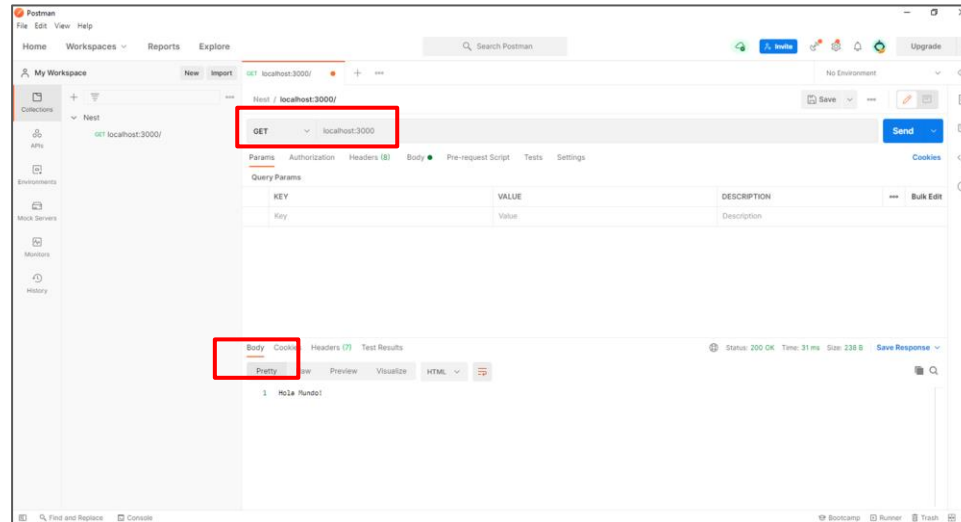 Postman
File Edit View Help
Home Workspaces Reports Explore Search Postman Invite Upgrade
My Workspace New Import GET localhost:3000/ No Environment
Collections
Nest
GET localhost:3000/
APIs
Environments
Mock Servers
Monitors
History
Nest / localhost:3000/ Save
GET localhost:3000 Send
Params Authorization Headers (8) Body Pre-request Script Tests Settings Cookies
Query Params
KEY VALUE DESCRIPTION Bulk Edit
Key Value Description
Body Cookies Headers (7) Test Results Status: 200 OK Time: 31 ms Size: 238 B Save Response
Pretty Raw Preview Visualize HTML
1 Hola Mundo!
Find and Replace Console Bootcamp Runner Trash